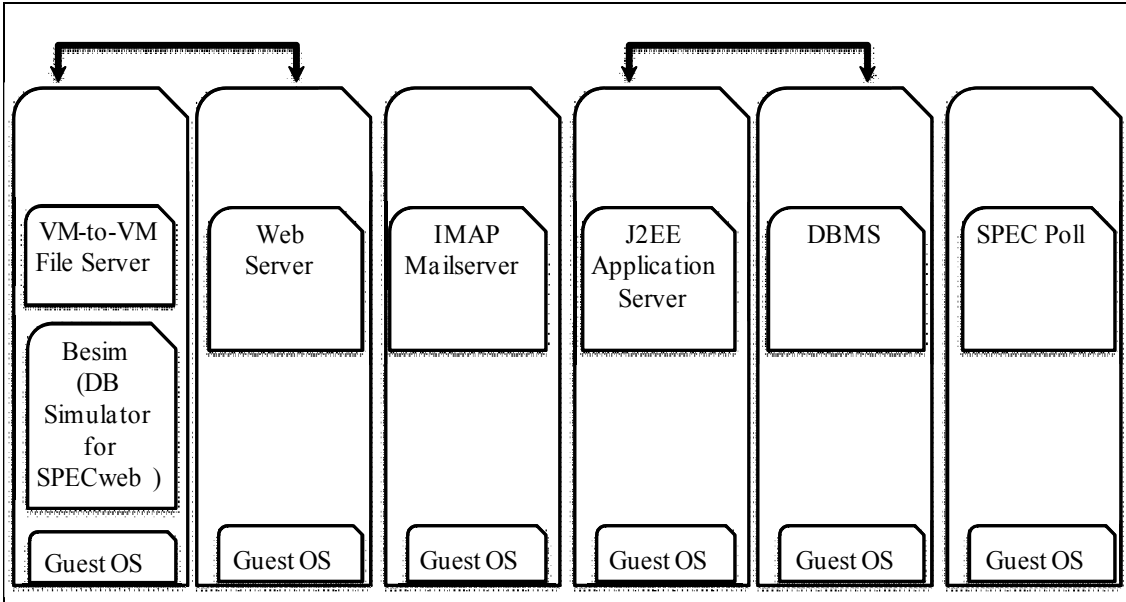 VM-to-VM
File Server
Besim
(DB
Simulator
for
SPECweb )
Guest OS
Web
Server
Guest OS
IMAP
Mailserver
Guest OS
J2EE
Application
Server
Guest OS
DBMS
Guest OS
SPEC Poll
Guest OS